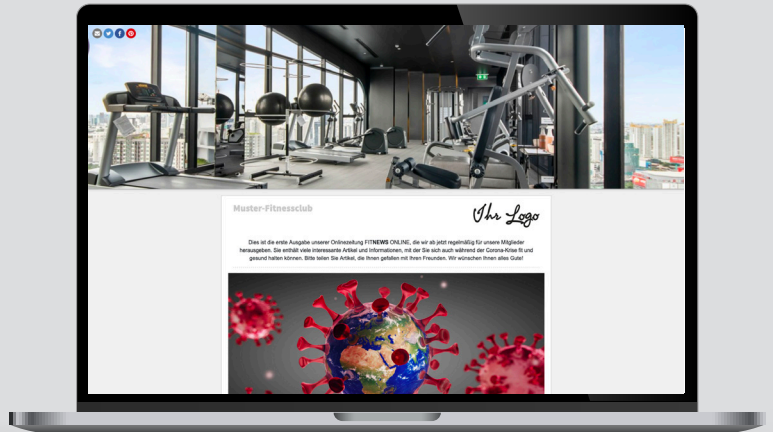 Muster-Fitnessclub
Ihr Logo
Dies ist die erste Ausgabe unserer Onlinezeitung FITNEWS ONLINE, die wir ab jetzt regelmäßig für unsere Mitglieder
herausgeben. Sie enthält viele interessante Artikel und Informationen, mit der Sie sich auch während der Corona-Krise fit und
gesund halten können. Bitte teilen Sie Artikel, die Ihnen gefallen mit Ihren Freunden. Wir wünschen Ihnen alles Gute!